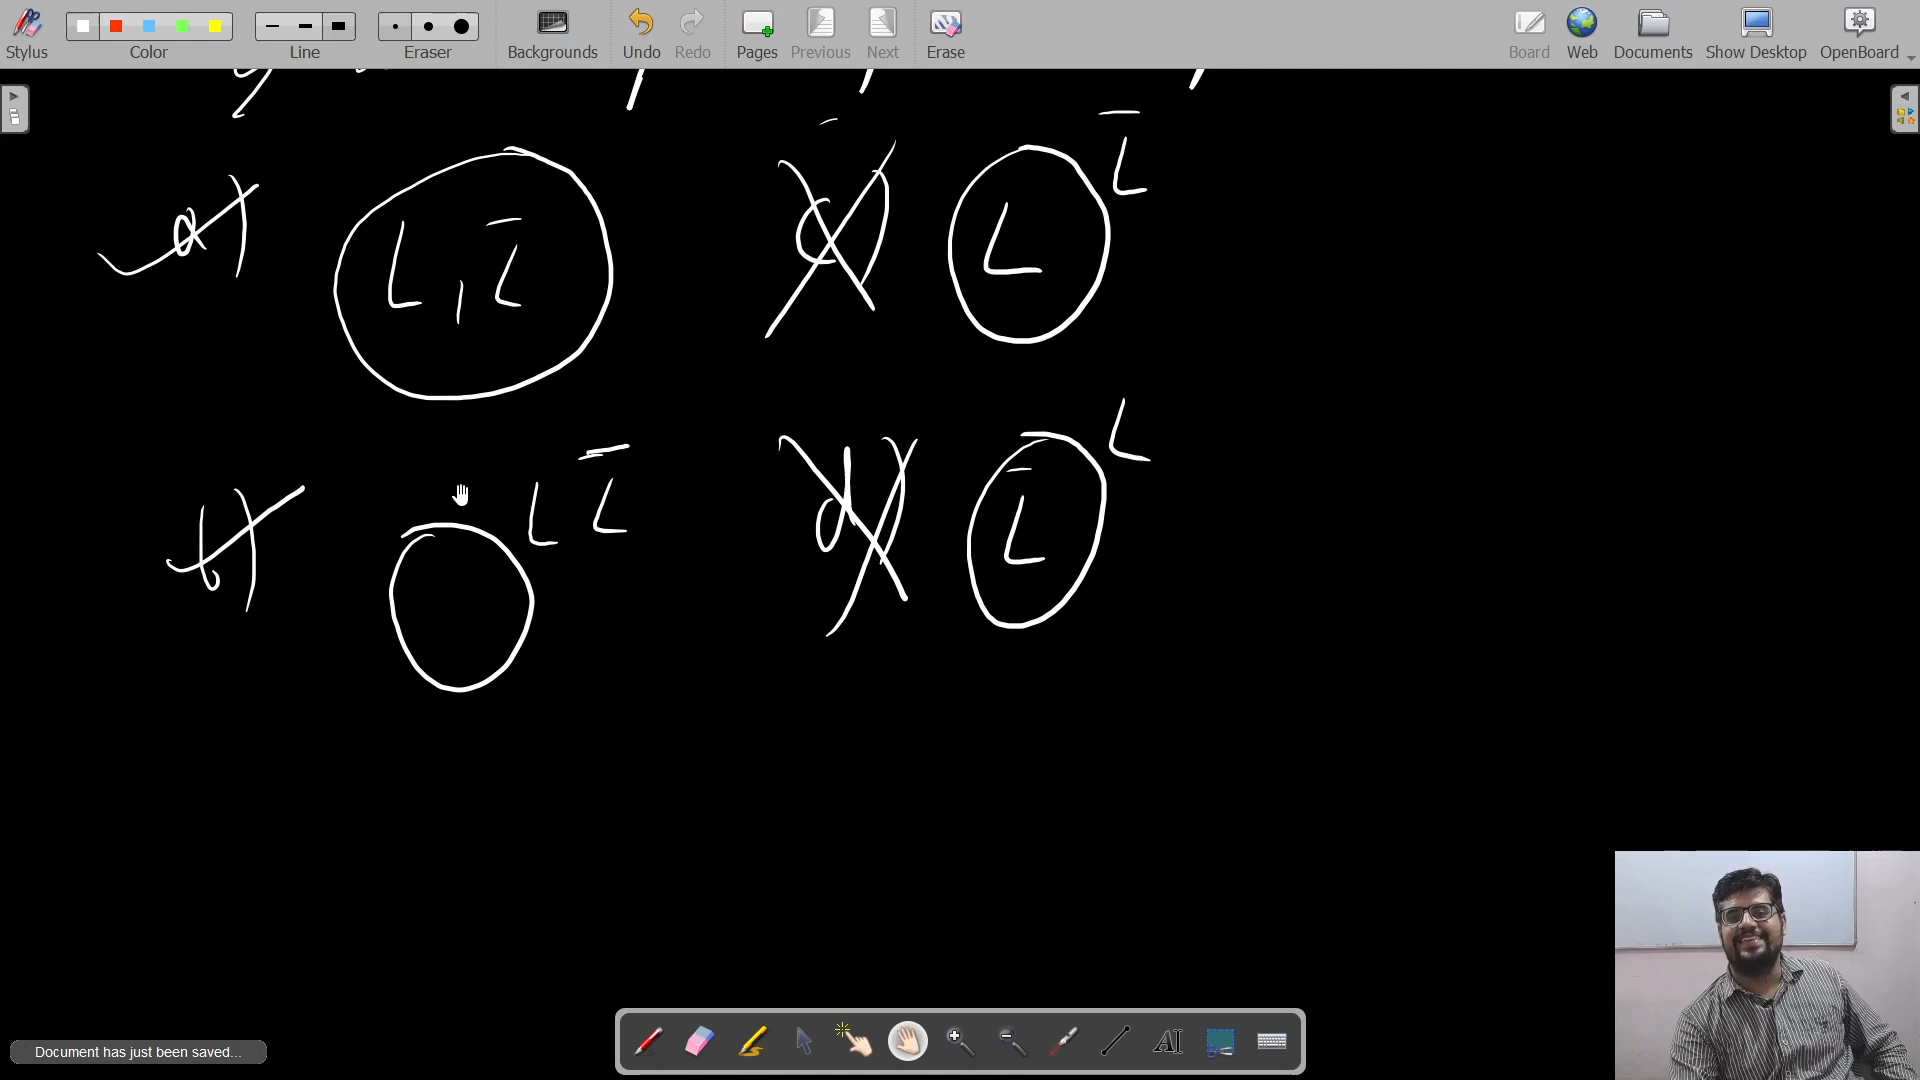 Stylus Color Line Eraser Backgrounds Undo Redo Pages Previous Next Erase Board Web Documents Show Desktop OpenBoard
a) L, L̅
c) L L̅
b) L L̅
d) L̅ L
Document has just been saved...